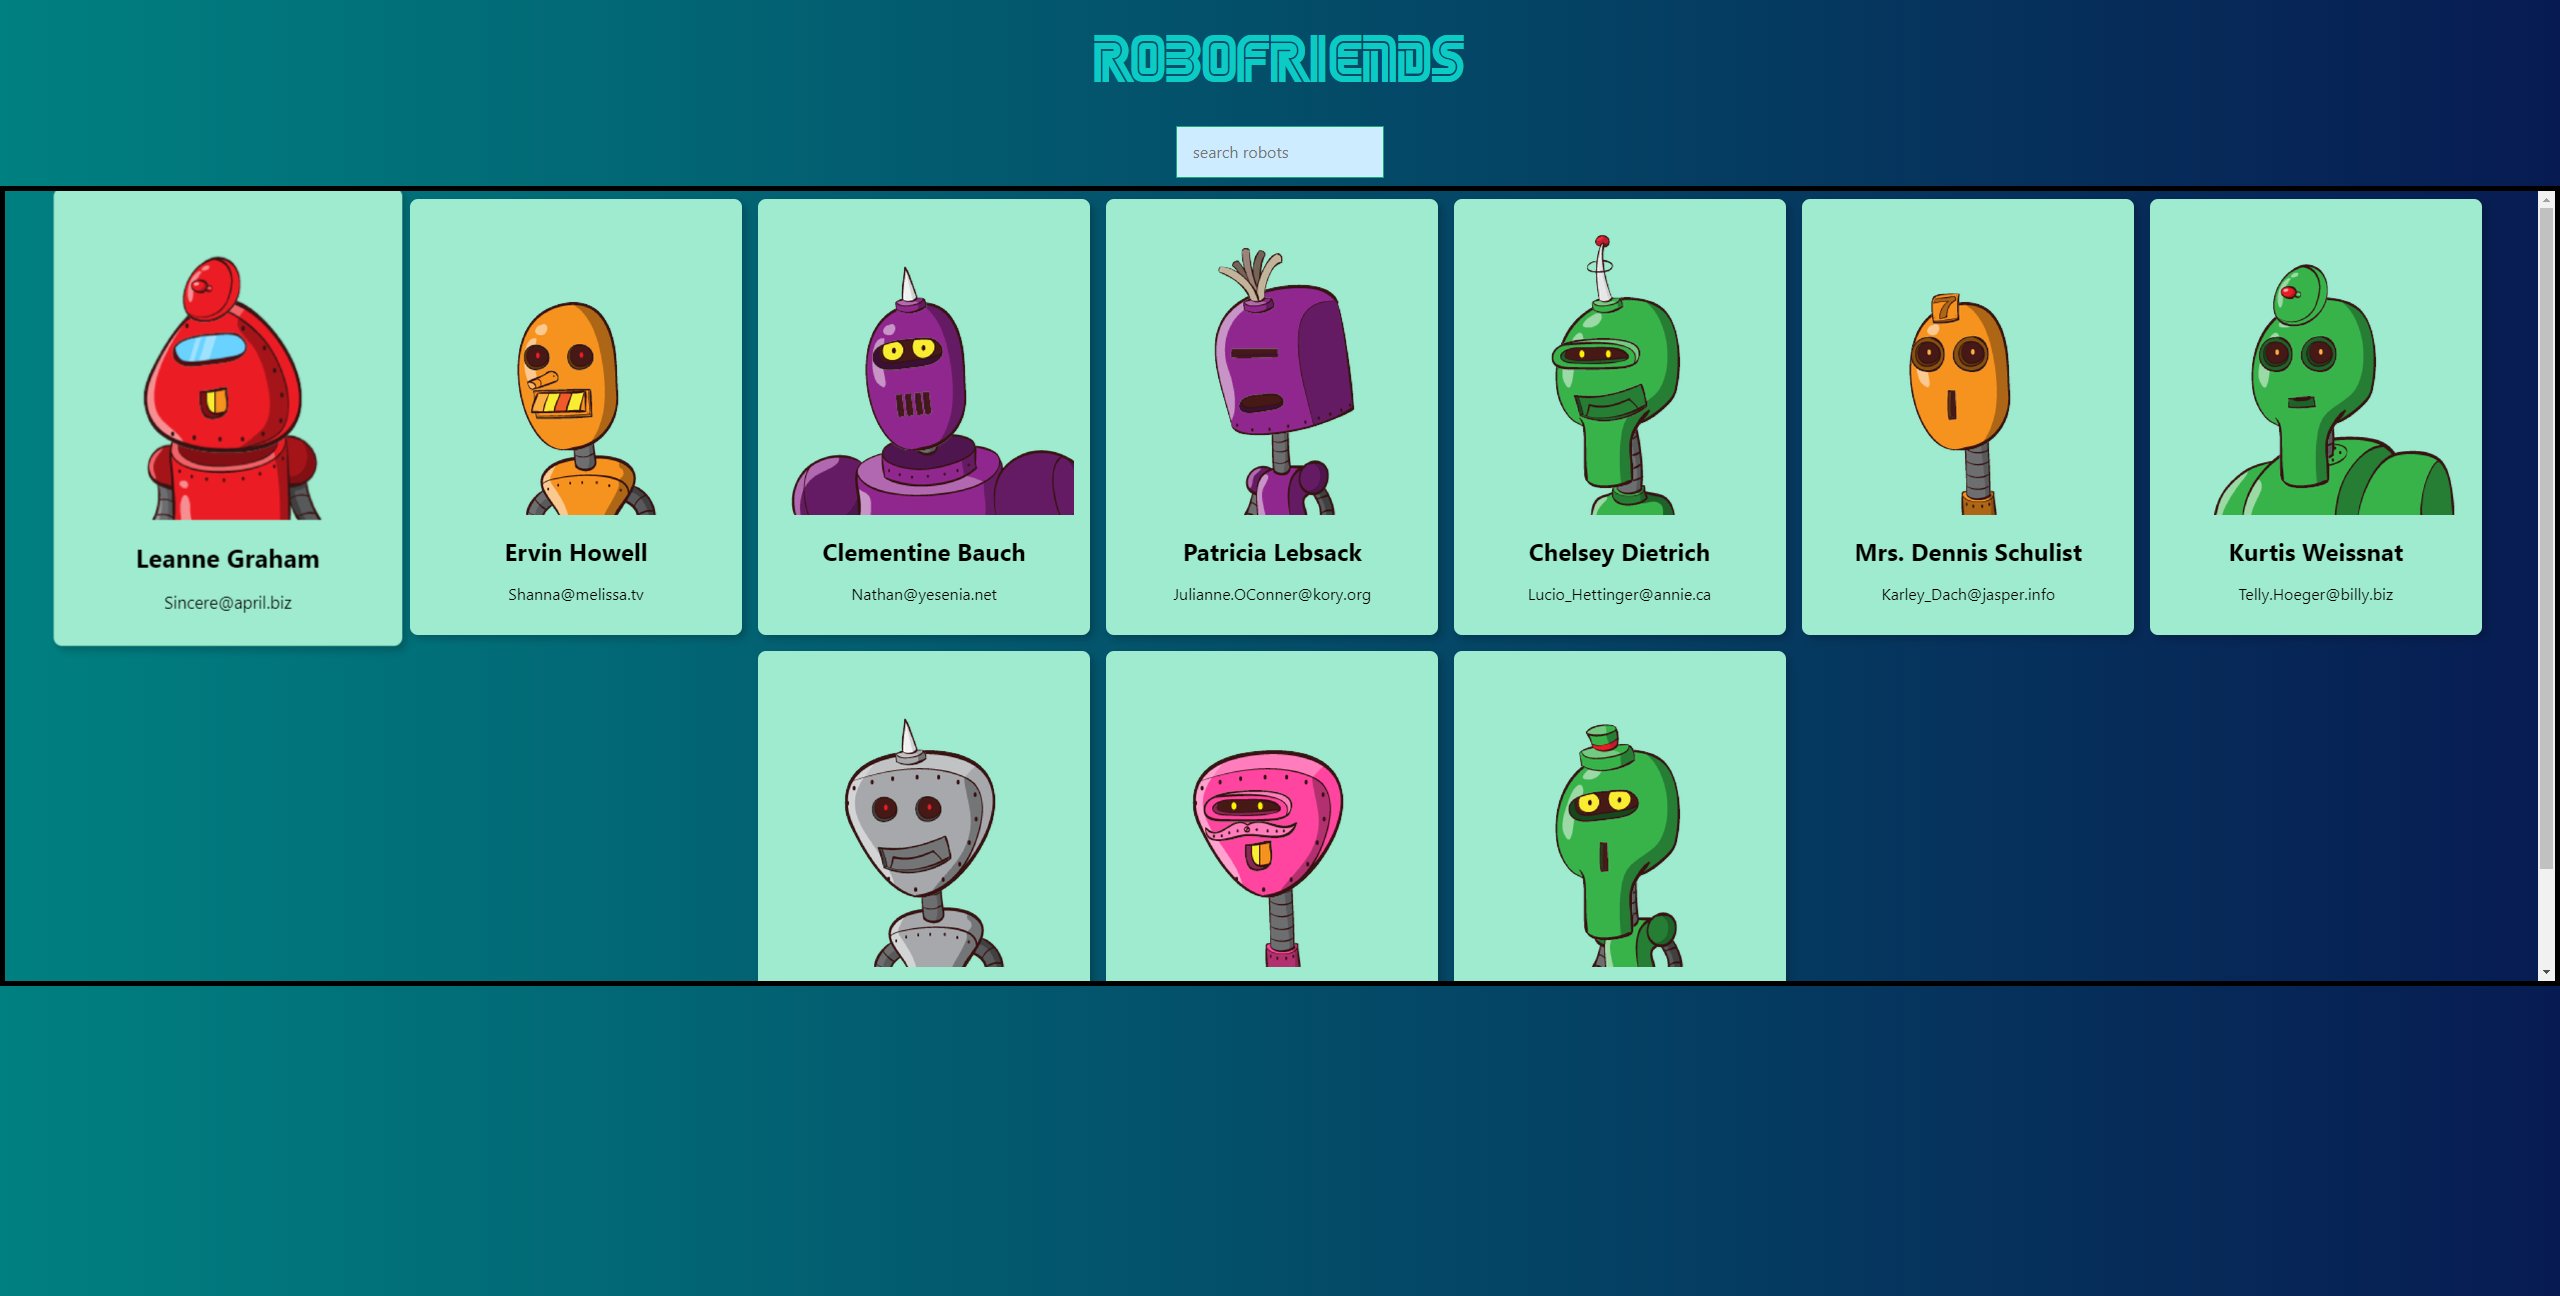 ROBOFRIENDS
search robots
Leanne Graham
Sincere@april.biz
Ervin Howell
Shanna@melissa.tv
Clementine Bauch
Nathan@yesenia.net
Patricia Lebsack
Julianne.OConner@kory.org
Chelsey Dietrich
Lucio_Hettinger@annie.ca
7
Mrs. Dennis Schulist
Karley_Dach@jasper.info
Kurtis Weissnat
Telly.Hoeger@billy.biz